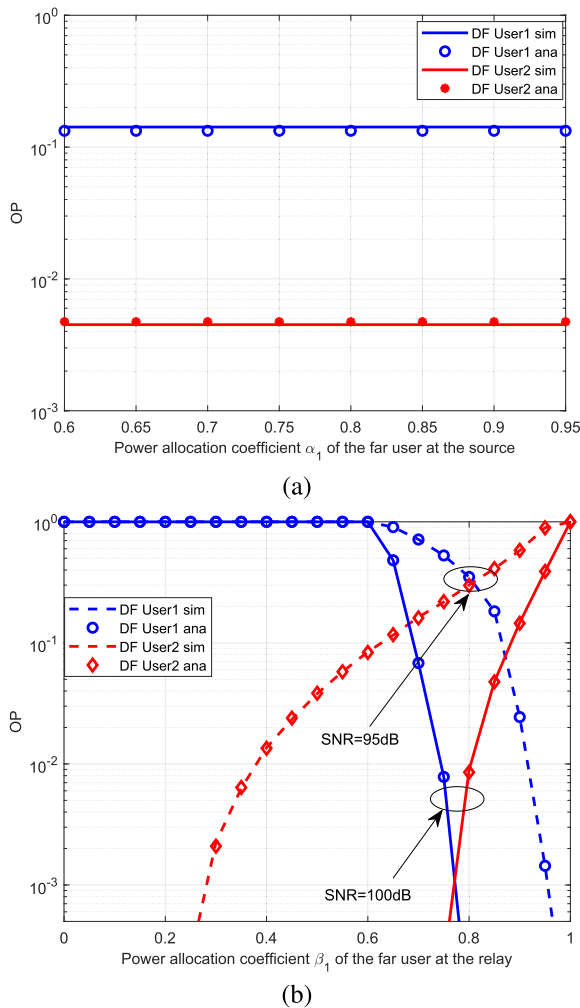 10^0
DF User1 sim
DF User1 ana
DF User2 sim
DF User2 ana
10^-1
OP
10^-2
10^-3
0.6 0.65 0.7 0.75 0.8 0.85 0.9 0.95
Power allocation coefficient α_1 of the far user at the source
(a)
10^0
DF User1 sim
DF User1 ana
DF User2 sim
DF User2 ana
10^-1
OP
SNR=95dB
10^-2
10^-3
SNR=100dB
0 0.2 0.4 0.6 0.8 1
Power allocation coefficient β_1 of the far user at the relay
(b)